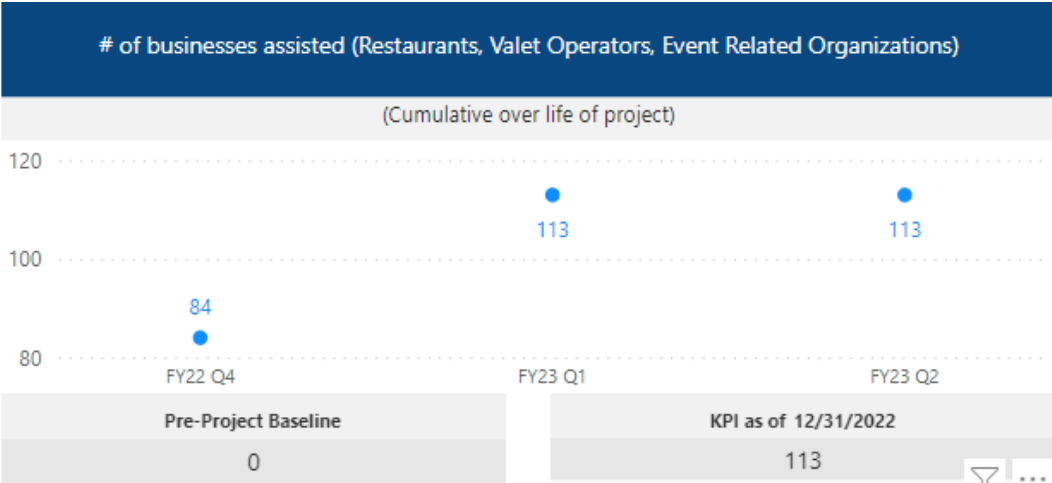 # of businesses assisted (Restaurants, Valet Operators, Event Related Organizations)
(Cumulative over life of project)
120
113
113
100
84
80
FY22 Q4
FY23 Q1
FY23 Q2
Pre-Project Baseline
KPI as of 12/31/2022
0
113